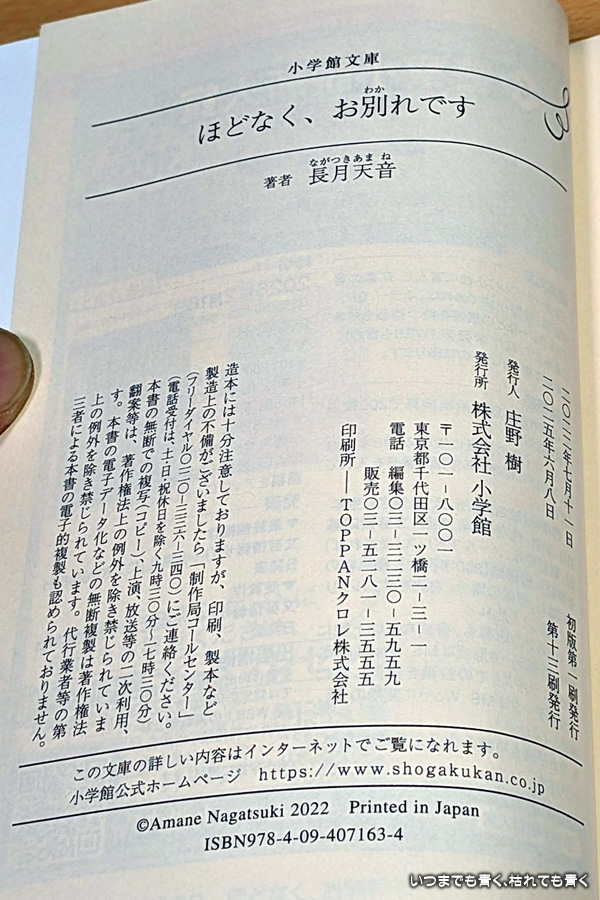 小学館文庫
ほどなく、お別れです
わか
著者 長月天音
ながつきあまね
二〇二二年七月十一日 初版第一刷発行
二〇二五年六月八日 第十三刷発行
発行人 庄野 樹
発行所 株式会社 小学館
〒一〇一-八〇〇一
東京都千代田区一ツ橋二-三-一
電話 編集〇三-三二三〇-五九五九
販売〇三-五二八一-三五五五
印刷所――TOPPANクロレ株式会社
造本には十分注意しておりますが、印刷、製本など
製造上の不備がございましたら「制作局コールセンター」
(フリーダイヤル〇一二〇-三三六-三四〇)にご連絡ください。
(電話受付は、土・日・祝休日を除く九時三〇分~一七時三〇分)
本書の無断での複写(コピー)、上演、放送等の二次利用、
翻案等は、著作権法上の例外を除き禁じられていま
す。本書の電子データ化などの無断複製は著作権法
上の例外を除き禁じられています。代行業者等の第
三者による本書の電子的複製も認められておりません。
この文庫の詳しい内容はインターネットでご覧になれます。
小学館公式ホームページ https://www.shogakukan.co.jp
©Amane Nagatsuki 2022 Printed in Japan
ISBN978-4-09-407163-4
いつまでも青く、枯れても青く